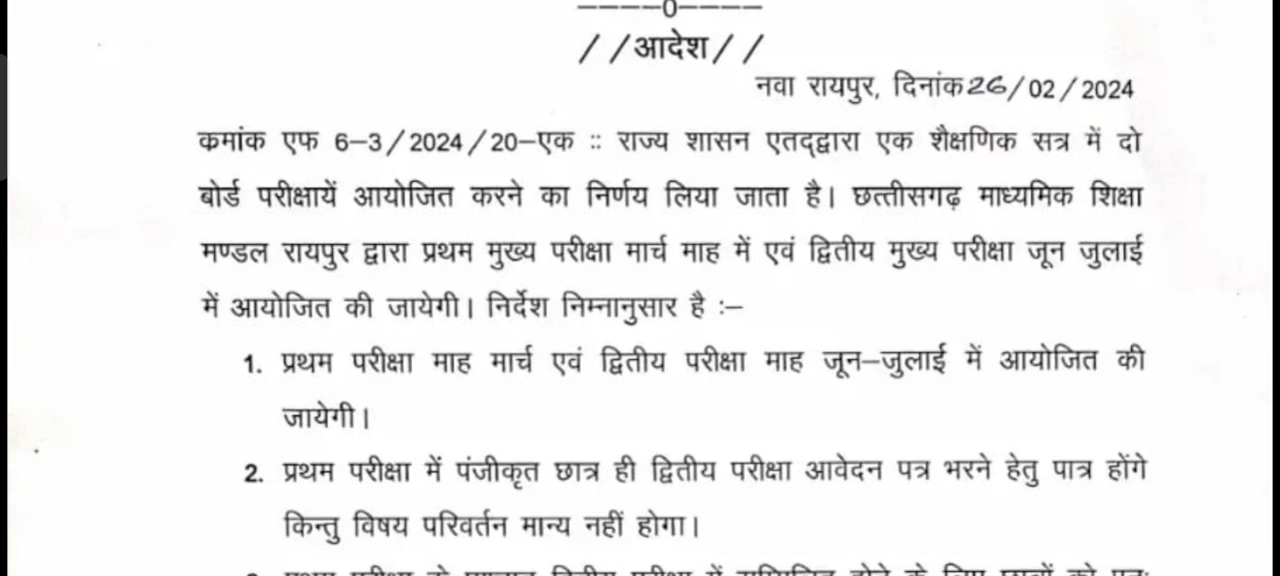 ----0----
//आदेश//
नवा रायपुर, दिनांक 26/02/2024
कमांक एफ 6-3/2024/20-एक :: राज्य शासन एतद्द्वारा एक शैक्षणिक सत्र में दो
बोर्ड परीक्षायें आयोजित करने का निर्णय लिया जाता है। छत्तीसगढ़ माध्यमिक शिक्षा
मण्डल रायपुर द्वारा प्रथम मुख्य परीक्षा मार्च माह में एवं द्वितीय मुख्य परीक्षा जून जुलाई
में आयोजित की जायेगी। निर्देश निम्नानुसार है :-
1. प्रथम परीक्षा माह मार्च एवं द्वितीय परीक्षा माह जून-जुलाई में आयोजित की
जायेगी।
2. प्रथम परीक्षा में पंजीकृत छात्र ही द्वितीय परीक्षा आवेदन पत्र भरने हेतु पात्र होंगे
किन्तु विषय परिवर्तन मान्य नहीं होगा।